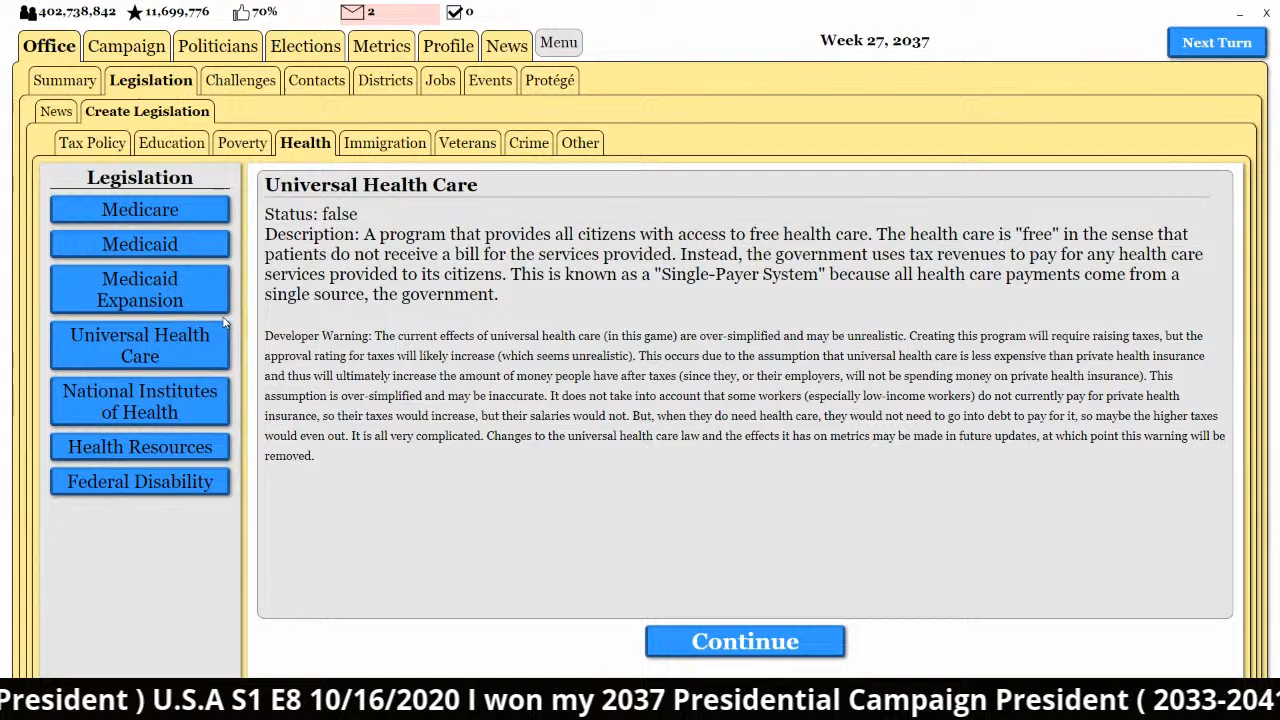 402,738,842 11,699,776 70% 2 0
_ X
Office Campaign Politicians Elections Metrics Profile News Menu
Week 27, 2037
Next Turn
Summary Legislation Challenges Contacts Districts Jobs Events Protégé
News Create Legislation
Tax Policy Education Poverty Health Immigration Veterans Crime Other
Legislation
Medicare
Medicaid
Medicaid
Expansion
Universal Health
Care
National Institutes
of Health
Health Resources
Federal Disability
Universal Health Care
Status: false
Description: A program that provides all citizens with access to free health care. The health care is "free" in the sense that
patients do not receive a bill for the services provided. Instead, the government uses tax revenues to pay for any health care
services provided to its citizens. This is known as a "Single-Payer System" because all health care payments come from a
single source, the government.
Developer Warning: The current effects of universal health care (in this game) are over-simplified and may be unrealistic. Creating this program will require raising taxes, but the
approval rating for taxes will likely increase (which seems unrealistic). This occurs due to the assumption that universal health care is less expensive than private health insurance
and thus will ultimately increase the amount of money people have after taxes (since they, or their employers, will not be spending money on private health insurance). This
assumption is over-simplified and may be inaccurate. It does not take into account that some workers (especially low-income workers) do not currently pay for private health
insurance, so their taxes would increase, but their salaries would not. But, when they do need health care, they would not need to go into debt to pay for it, so maybe the higher taxes
would even out. It is all very complicated. Changes to the universal health care law and the effects it has on metrics may be made in future updates, at which point this warning will be
removed.
Continue
President ) U.S.A S1 E8 10/16/2020 I won my 2037 Presidential Campaign President ( 2033-204